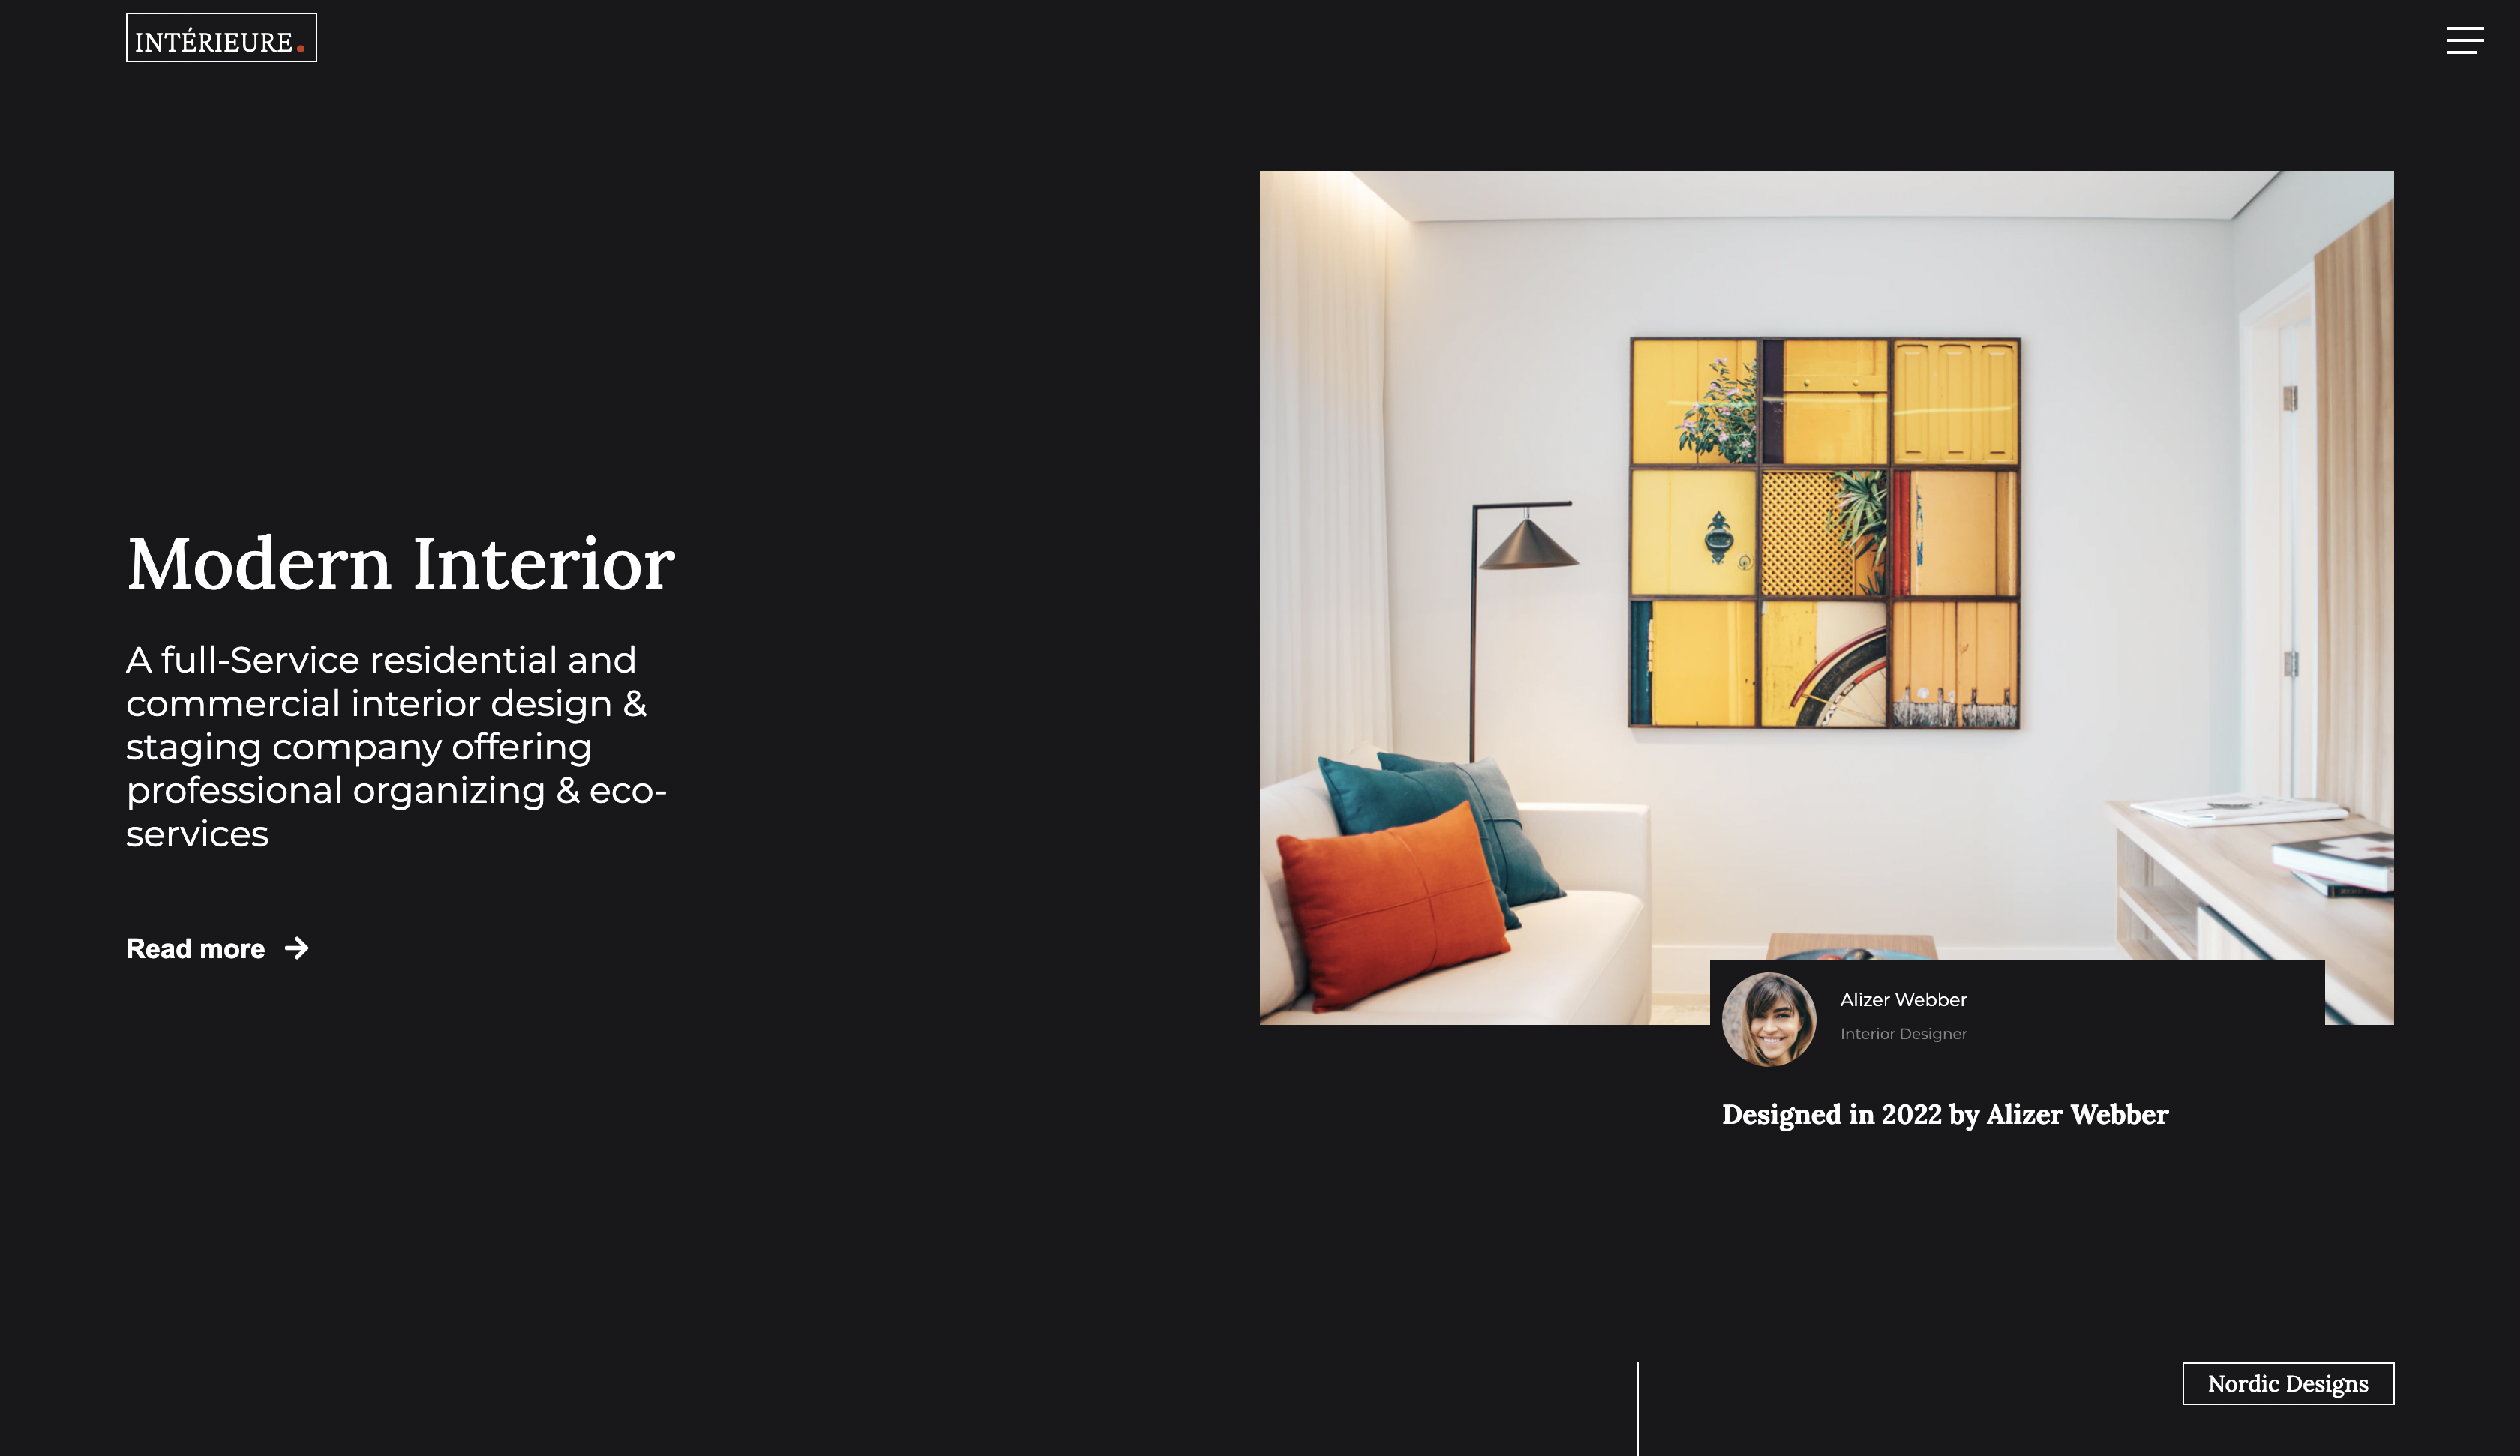 INTÉRIEURE.
Modern Interior
A full-Service residential and
commercial interior design &
staging company offering
professional organizing & eco-
services
Read more
Alizer Webber
Interior Designer
Designed in 2022 by Alizer Webber
Nordic Designs